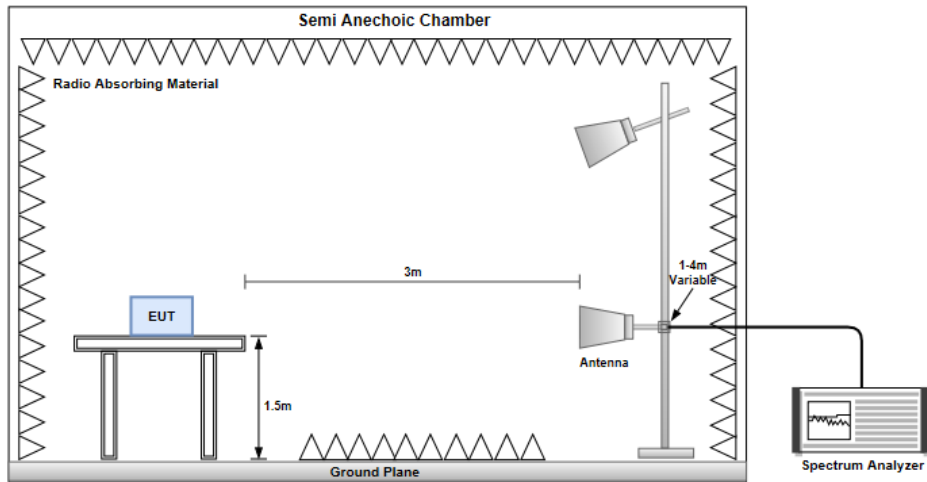 Semi Anechoic Chamber
Radio Absorbing Material
3m
1-4m
Variable
EUT
Antenna
1.5m
Ground Plane
Spectrum Analyzer